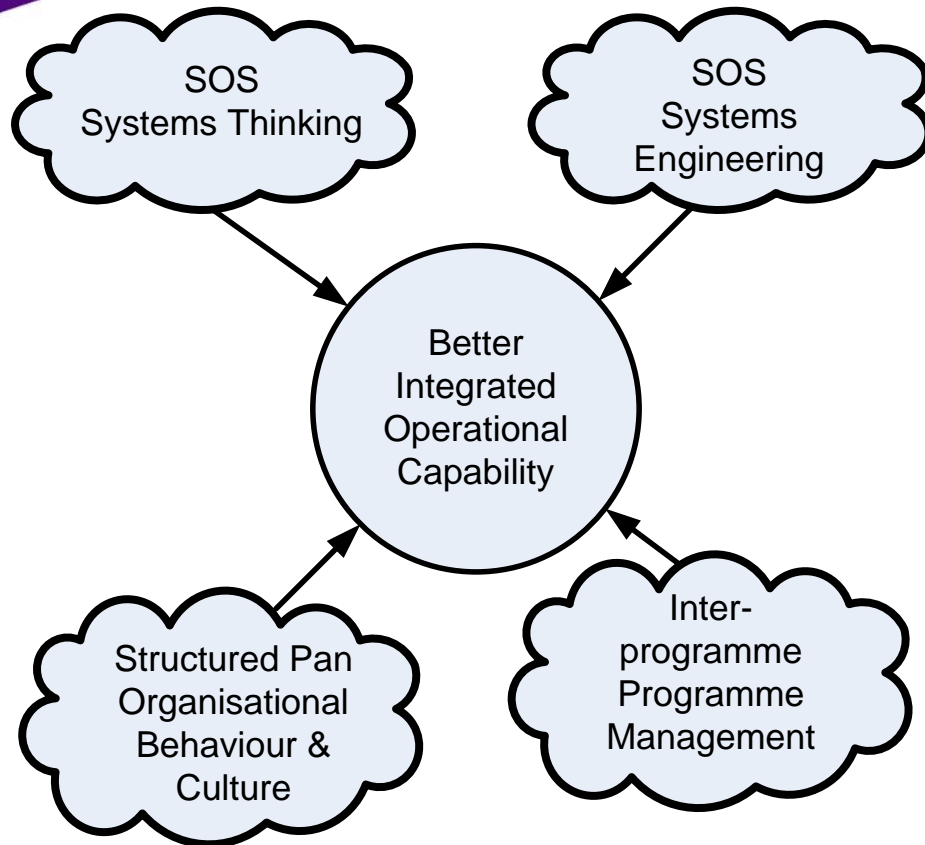 SOS
Systems Thinking
SOS
Systems
Engineering
Better
Integrated
Operational
Capability
Structured Pan
Organisational
Behaviour &
Culture
Inter-
programme
Programme
Management